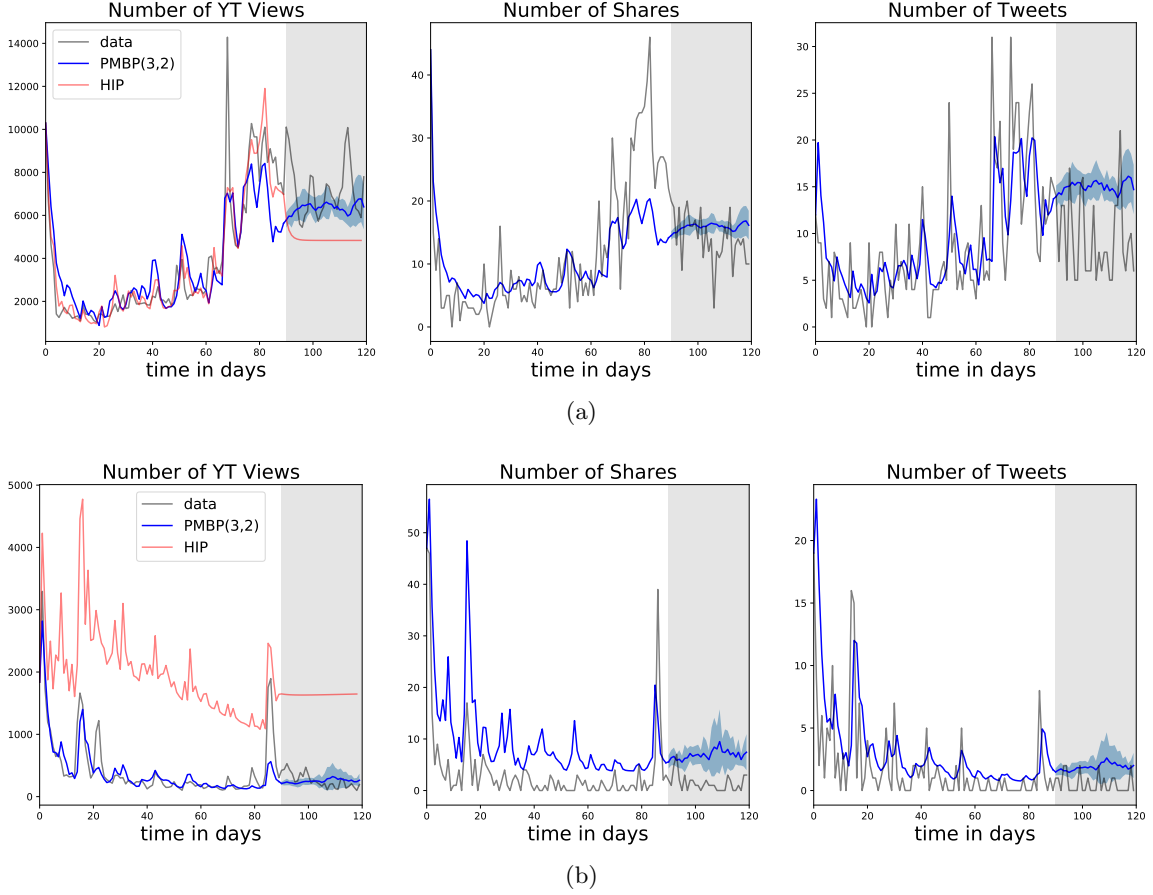 Number of YT Views
Number of Shares
Number of Tweets
data
PMBP(3,2)
HIP
14000
12000
10000
8000
6000
4000
2000
0 20 40 60 80 100 120
time in days
40
30
20
10
0
0 20 40 60 80 100 120
time in days
30
25
20
15
10
5
0
0 20 40 60 80 100 120
time in days
(a)
Number of YT Views
Number of Shares
Number of Tweets
data
PMBP(3,2)
HIP
5000
4000
3000
2000
1000
0
0 20 40 60 80 100 120
time in days
50
40
30
20
10
0
0 20 40 60 80 100 120
time in days
20
15
10
5
0
0 20 40 60 80 100 120
time in days
(b)